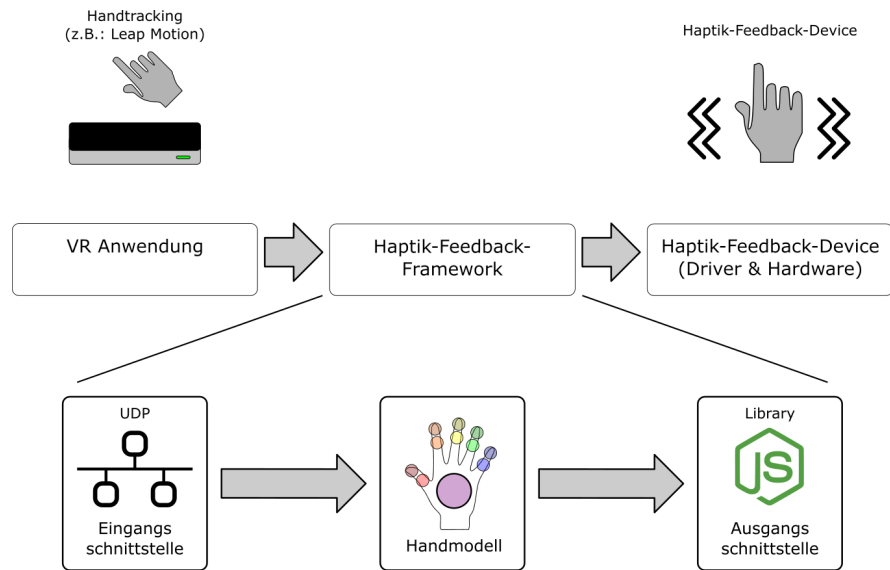 Handtracking
(z.B.: Leap Motion)
Haptik-Feedback-Device
VR Anwendung
Haptik-Feedback-
Framework
Haptik-Feedback-Device
(Driver & Hardware)
UDP
Eingangs
schnittstelle
Handmodell
Library
JS
Ausgangs
schnittstelle